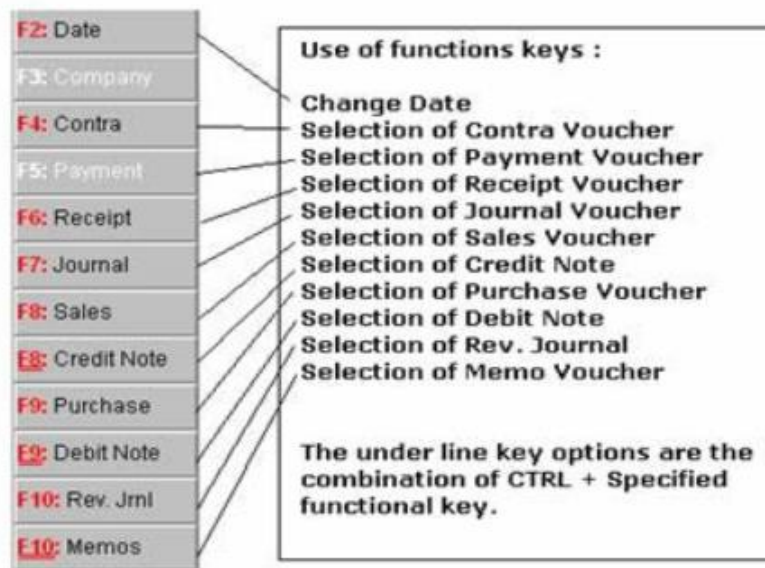 F2: Date
F3: Company
F4: Contra
F5: Payment
F6: Receipt
F7: Journal
F8: Sales
F8: Credit Note
F9: Purchase
F9: Debit Note
F10: Rev. Jrnl
F10: Memos
Use of functions keys :
Change Date
Selection of Contra Voucher
Selection of Payment Voucher
Selection of Receipt Voucher
Selection of Journal Voucher
Selection of Sales Voucher
Selection of Credit Note
Selection of Purchase Voucher
Selection of Debit Note
Selection of Rev. Journal
Selection of Memo Voucher
The under line key options are the
combination of CTRL + Specified
functional key.